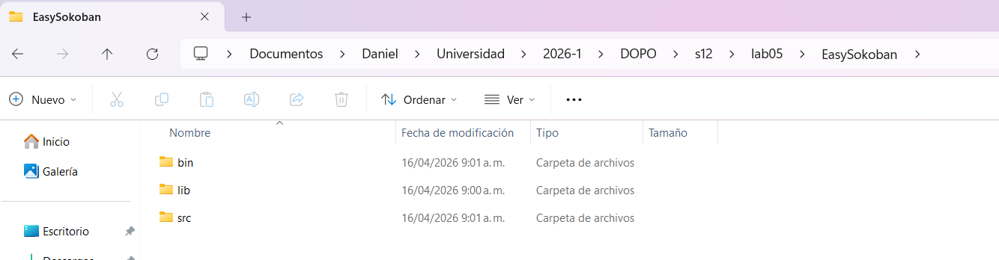 EasySokoban
Documentos > Daniel > Universidad > 2026-1 > DOPO > s12 > lab05 > EasySokoban >
Nuevo Ordenar Ver
Nombre Fecha de modificación Tipo Tamaño
Inicio
Galería
Escritorio
Descargas
bin 16/04/2026 9:01 a. m. Carpeta de archivos
lib 16/04/2026 9:00 a. m. Carpeta de archivos
src 16/04/2026 9:01 a. m. Carpeta de archivos